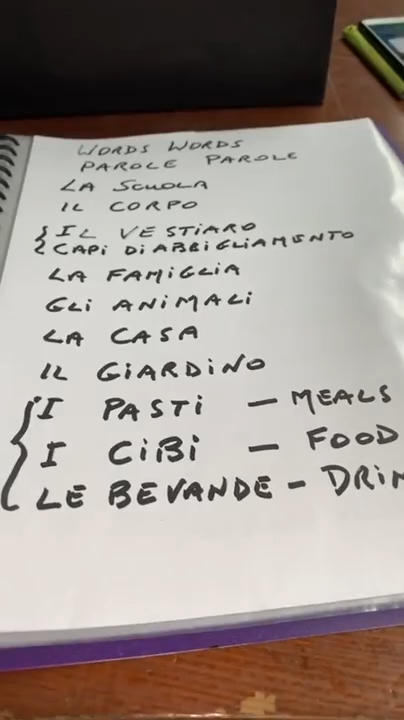 WORDS WORDS
PAROLE PAROLE
LA SCUOLA
IL CORPO
IL VESTIARO
CAPI DI ABBIGLIAMENTO
LA FAMIGLIA
GLI ANIMALI
LA CASA
IL GIARDINO
I PASTI — MEALS
I CIBI — FOOD
LE BEVANDE - DRIN